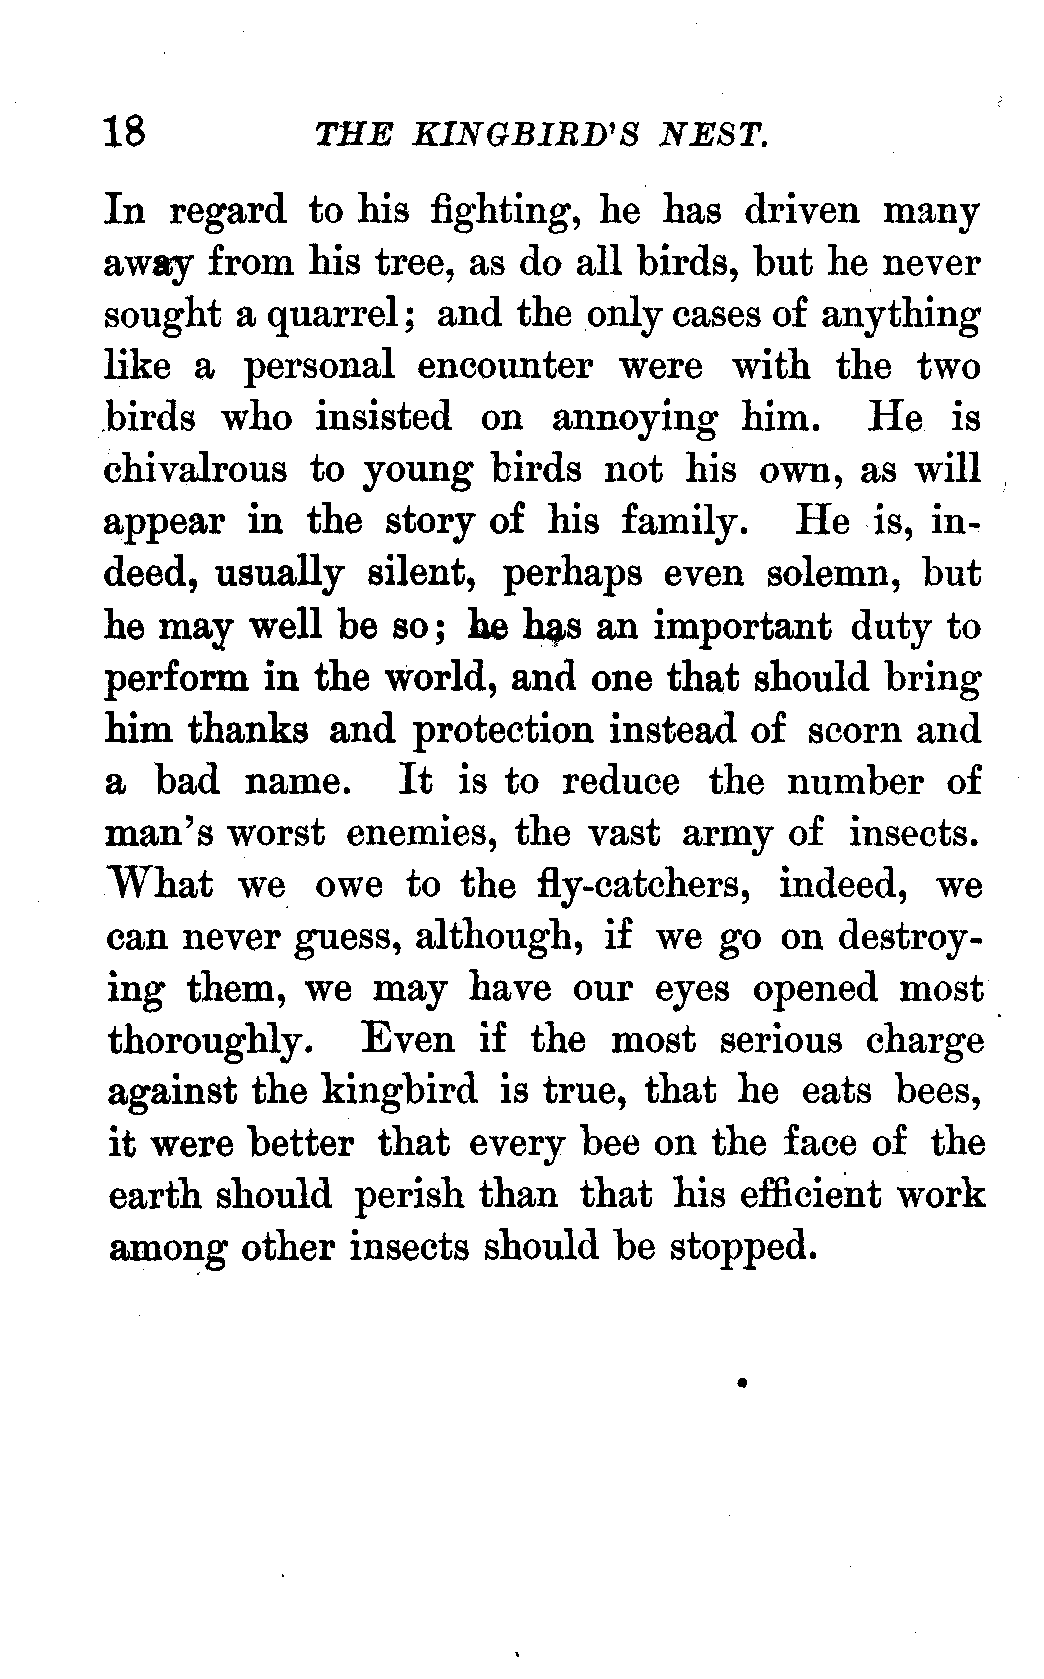 18 THE KINGBIRD'S NEST.
In regard to his fighting, he has driven many
away from his tree, as do all birds, but he never
sought a quarrel; and the only cases of anything
like a personal encounter were with the two
birds who insisted on annoying him. He is
chivalrous to young birds not his own, as will
appear in the story of his family. He is, in-
deed, usually silent, perhaps even solemn, but
he may well be so; he has an important duty to
perform in the world, and one that should bring
him thanks and protection instead of scorn and
a bad name. It is to reduce the number of
man's worst enemies, the vast army of insects.
What we owe to the fly-catchers, indeed, we
can never guess, although, if we go on destroy-
ing them, we may have our eyes opened most
thoroughly. Even if the most serious charge
against the kingbird is true, that he eats bees,
it were better that every bee on the face of the
earth should perish than that his efficient work
among other insects should be stopped.